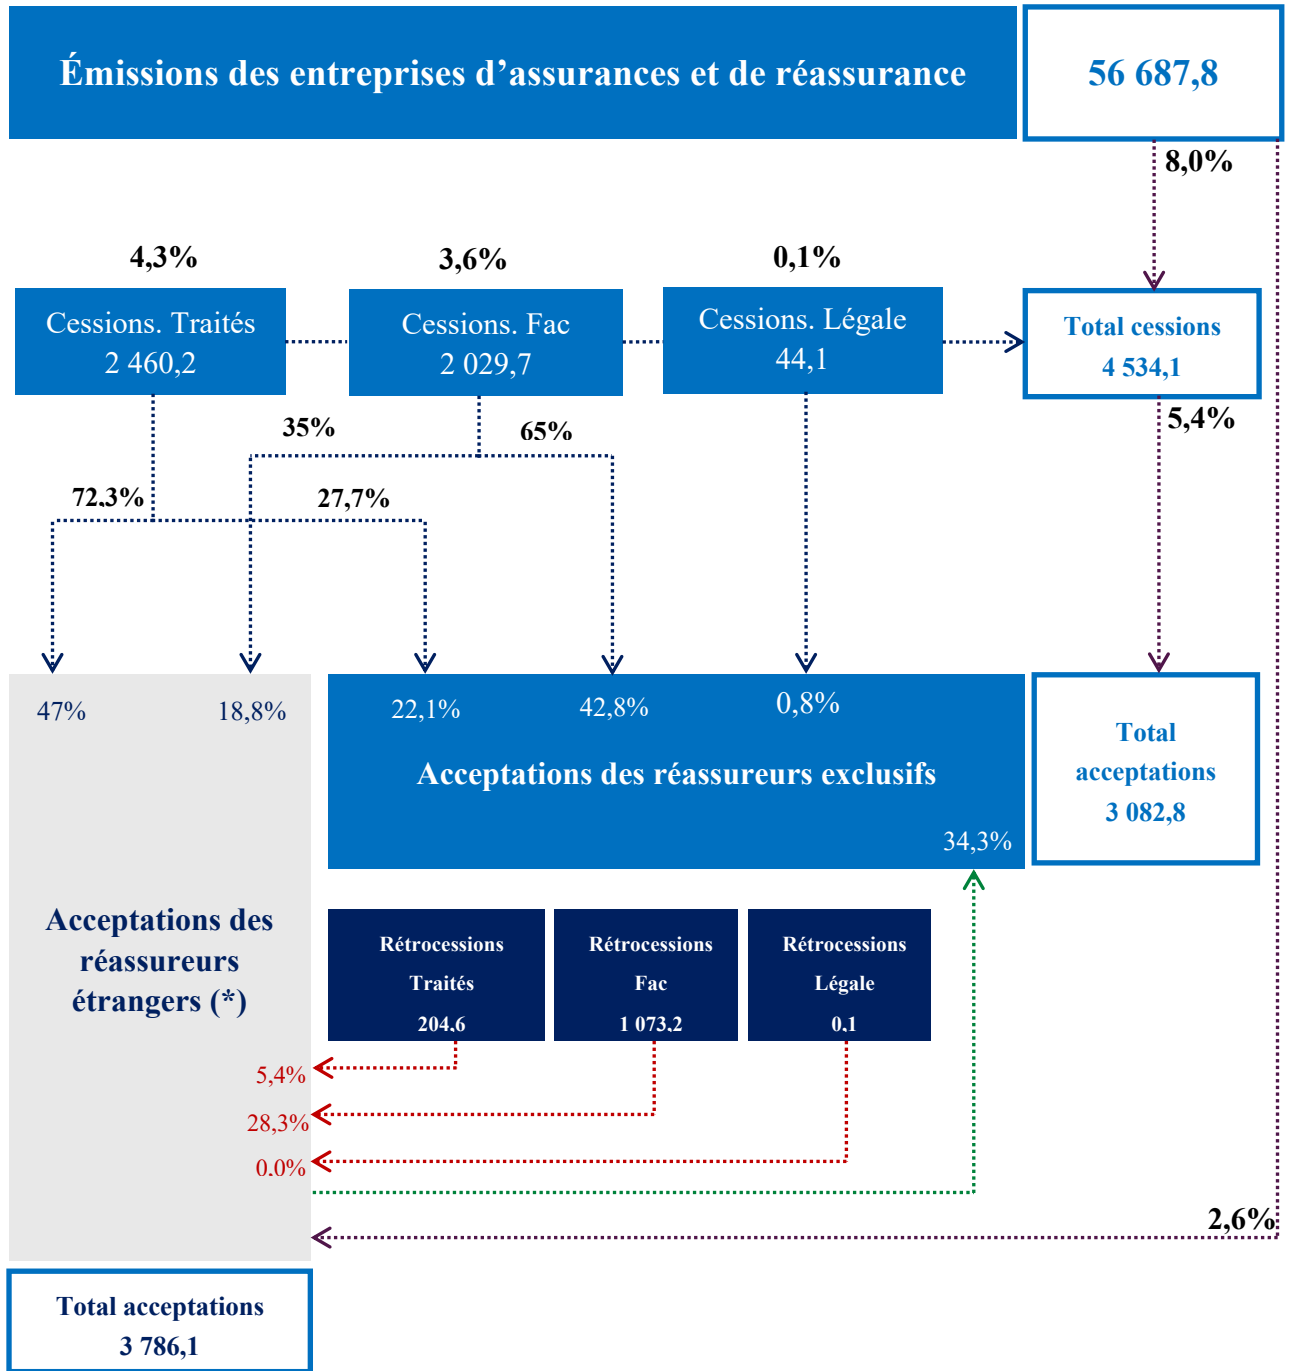 Émissions des entreprises d’assurances et de réassurance
56 687,8
8,0%
4,3%
3,6%
0,1%
Cessions. Traités
2 460,2
Cessions. Fac
2 029,7
Cessions. Légale
44,1
Total cessions
4 534,1
5,4%
35%
65%
72,3%
27,7%
47%
18,8%
22,1%
42,8%
0,8%
Acceptations des réassureurs exclusifs
34,3%
Total
acceptations
3 082,8
Acceptations des
réassureurs
étrangers (*)
Rétrocessions
Traités
204,6
Rétrocessions
Fac
1 073,2
Rétrocessions
Légale
0,1
5,4%
28,3%
0,0%
2,6%
Total acceptations
3 786,1